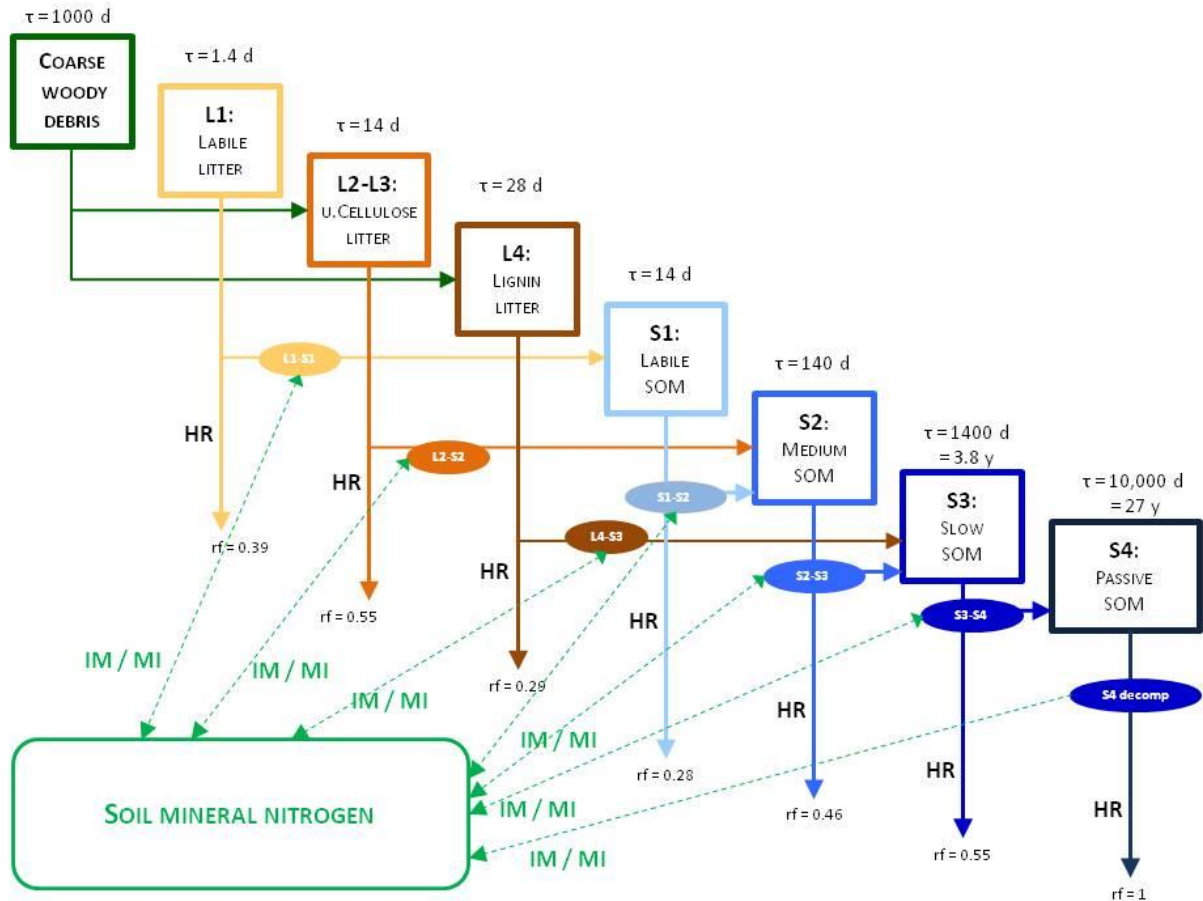 τ = 1000 d
COARSE
WOODY
DEBRIS
τ = 1.4 d
L1:
LABILE
LITTER
τ = 14 d
L2-L3:
U.CELLULOSE
LITTER
τ = 28 d
L4:
LIGNIN
LITTER
τ = 14 d
S1:
LABILE
SOM
τ = 140 d
S2:
MEDIUM
SOM
τ = 1400 d
= 3.8 y
S3:
SLOW
SOM
τ = 10,000 d
= 27 y
S4:
PASSIVE
SOM
L1-S1
L2-S2
S1-S2
L4-S3
S2-S3
S3-S4
S4 decomp
HR
rf = 0.39
HR
rf = 0.55
HR
rf = 0.29
HR
rf = 0.28
HR
rf = 0.46
HR
rf = 0.55
HR
rf = 1
IM / MI
IM / MI
IM / MI
IM / MI
IM / MI
IM / MI
SOIL MINERAL NITROGEN